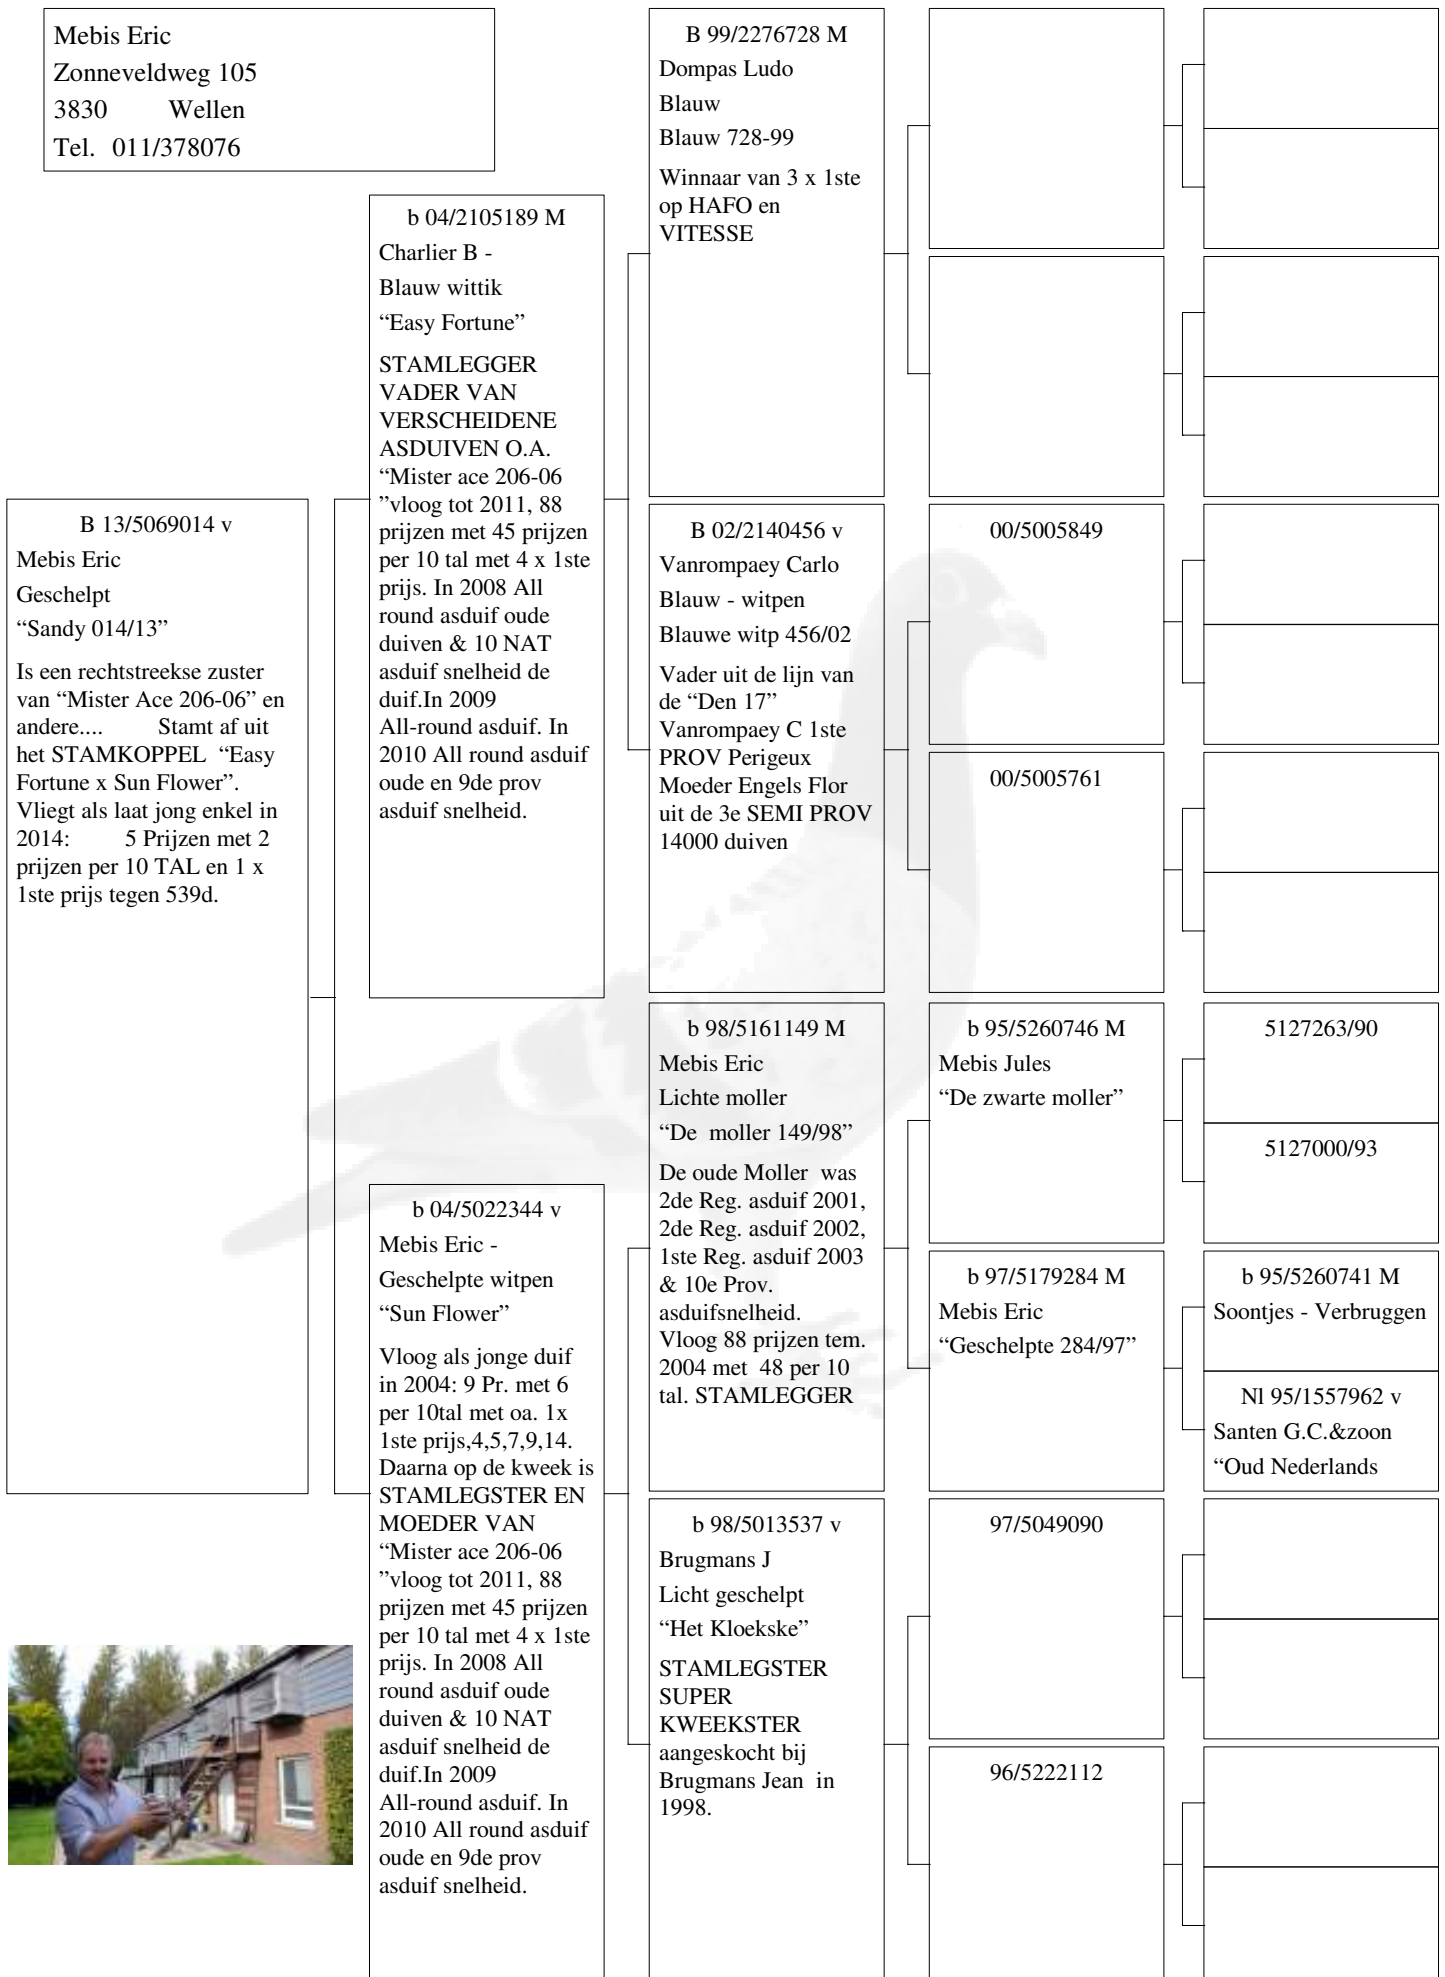 Mebis Eric
Zonneveldweg 105
3830 Wellen
Tel. 011/378076
B 13/5069014 v
Mebis Eric
Geschelpt
“Sandy 014/13”
Is een rechtstreekse zuster
van “Mister Ace 206-06” en
andere.... Stamt af uit
het STAMKOPPEL “Easy
Fortune x Sun Flower”.
Vliegt als laat jong enkel in
2014: 5 Prijzen met 2
prijzen per 10 TAL en 1 x
1ste prijs tegen 539d.
b 04/2105189 M
Charlier B -
Blauw wittik
“Easy Fortune”
STAMLEGGER
VADER VAN
VERSCHEIDENE
ASDUIVEN O.A.
“Mister ace 206-06
”vloog tot 2011, 88
prijzen met 45 prijzen
per 10 tal met 4 x 1ste
prijs. In 2008 All
round asduif oude
duiven & 10 NAT
asduif snelheid de
duif.In 2009
All-round asduif. In
2010 All round asduif
oude en 9de prov
asduif snelheid.
b 04/5022344 v
Mebis Eric -
Geschelpte witpen
“Sun Flower”
Vloog als jonge duif
in 2004: 9 Pr. met 6
per 10tal met oa. 1x
1ste prijs,4,5,7,9,14.
Daarna op de kweek is
STAMLEGSTER EN
MOEDER VAN
“Mister ace 206-06
”vloog tot 2011, 88
prijzen met 45 prijzen
per 10 tal met 4 x 1ste
prijs. In 2008 All
round asduif oude
duiven & 10 NAT
asduif snelheid de
duif.In 2009
All-round asduif. In
2010 All round asduif
oude en 9de prov
asduif snelheid.
B 99/2276728 M
Dompas Ludo
Blauw
Blauw 728-99
Winnaar van 3 x 1ste
op HAFO en
VITESSE
B 02/2140456 v
Vanrompaey Carlo
Blauw - witpen
Blauwe witp 456/02
Vader uit de lijn van
de “Den 17”
Vanrompaey C 1ste
PROV Perigeux
Moeder Engels Flor
uit de 3e SEMI PROV
14000 duiven
b 98/5161149 M
Mebis Eric
Lichte moller
“De moller 149/98”
De oude Moller was
2de Reg. asduif 2001,
2de Reg. asduif 2002,
1ste Reg. asduif 2003
& 10e Prov.
asduifsnelheid.
Vloog 88 prijzen tem.
2004 met 48 per 10
tal. STAMLEGGER
b 98/5013537 v
Brugmans J
Licht geschelpt
“Het Kloekske”
STAMLEGSTER
SUPER
KWEEKSTER
aangeskocht bij
Brugmans Jean in
1998.
00/5005849
00/5005761
b 95/5260746 M
Mebis Jules
“De zwarte moller”
b 97/5179284 M
Mebis Eric
“Geschelpte 284/97”
97/5049090
96/5222112
5127263/90
5127000/93
b 95/5260741 M
Soontjes - Verbruggen
Nl 95/1557962 v
Santen G.C.&zoon
“Oud Nederlands